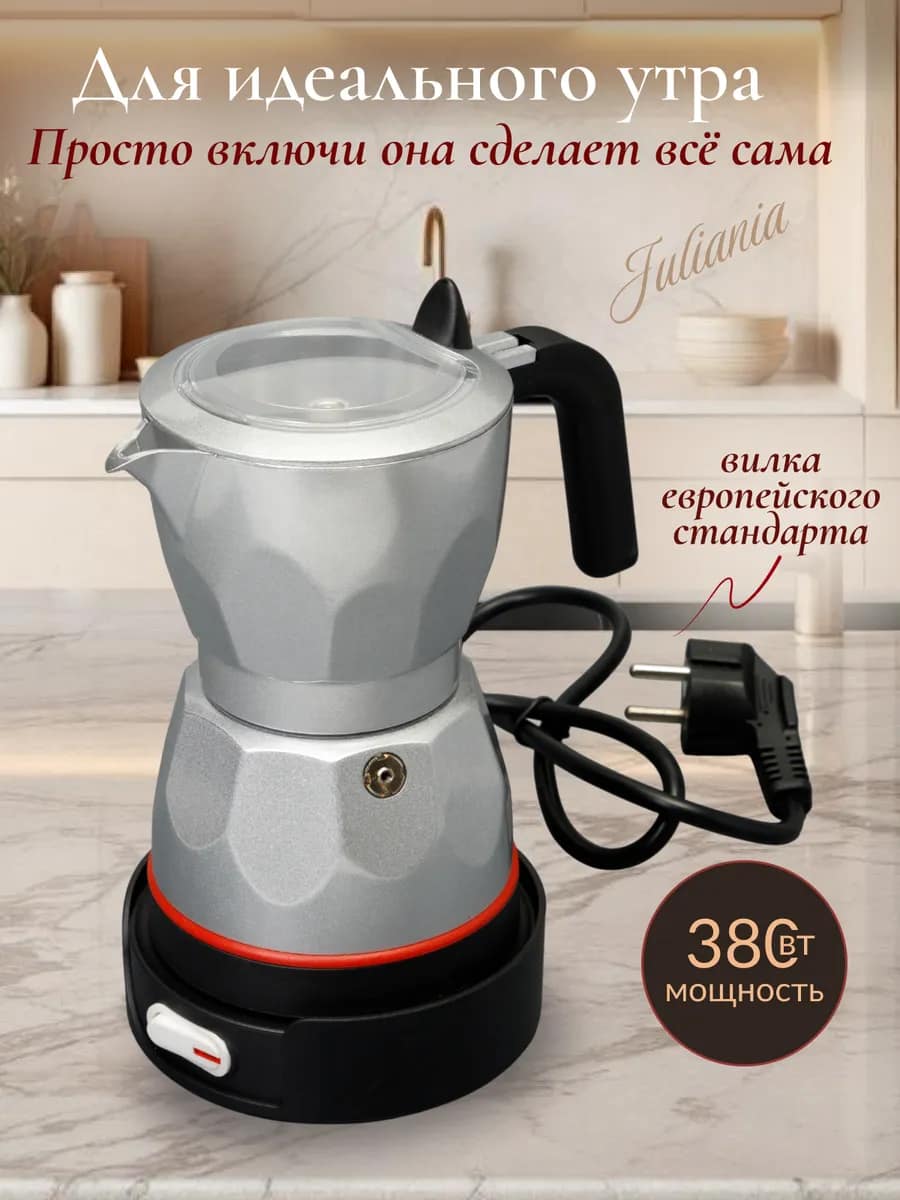 Для идеального утра
Просто включи она сделает всё сама
Juliania
вилка
европейского
стандарта
380
вт
мощность